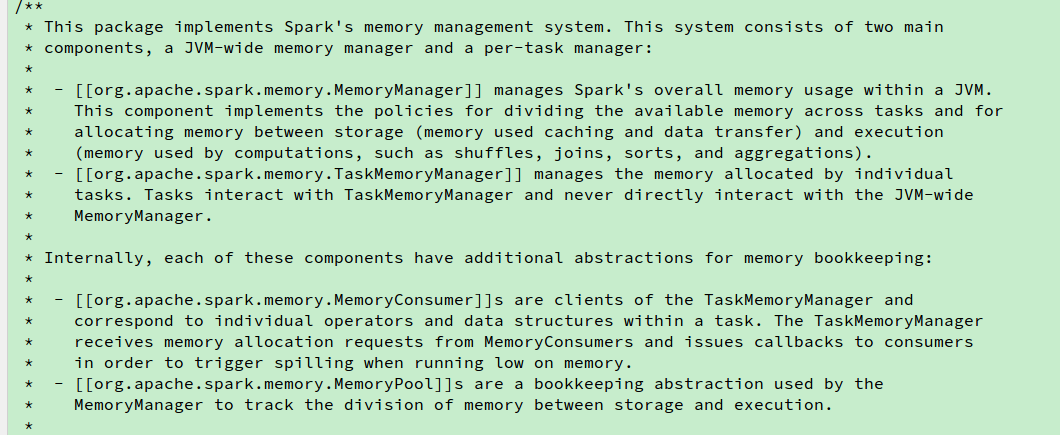 /**
* This package implements Spark's memory management system. This system consists of two main
* components, a JVM-wide memory manager and a per-task manager:
*
* - [[org.apache.spark.memory.MemoryManager]] manages Spark's overall memory usage within a JVM.
* This component implements the policies for dividing the available memory across tasks and for
* allocating memory between storage (memory used caching and data transfer) and execution
* (memory used by computations, such as shuffles, joins, sorts, and aggregations).
* - [[org.apache.spark.memory.TaskMemoryManager]] manages the memory allocated by individual
* tasks. Tasks interact with TaskMemoryManager and never directly interact with the JVM-wide
* MemoryManager.
*
* Internally, each of these components have additional abstractions for memory bookkeeping:
*
* - [[org.apache.spark.memory.MemoryConsumer]]s are clients of the TaskMemoryManager and
* correspond to individual operators and data structures within a task. The TaskMemoryManager
* receives memory allocation requests from MemoryConsumers and issues callbacks to consumers
* in order to trigger spilling when running low on memory.
* - [[org.apache.spark.memory.MemoryPool]]s are a bookkeeping abstraction used by the
* MemoryManager to track the division of memory between storage and execution.
*